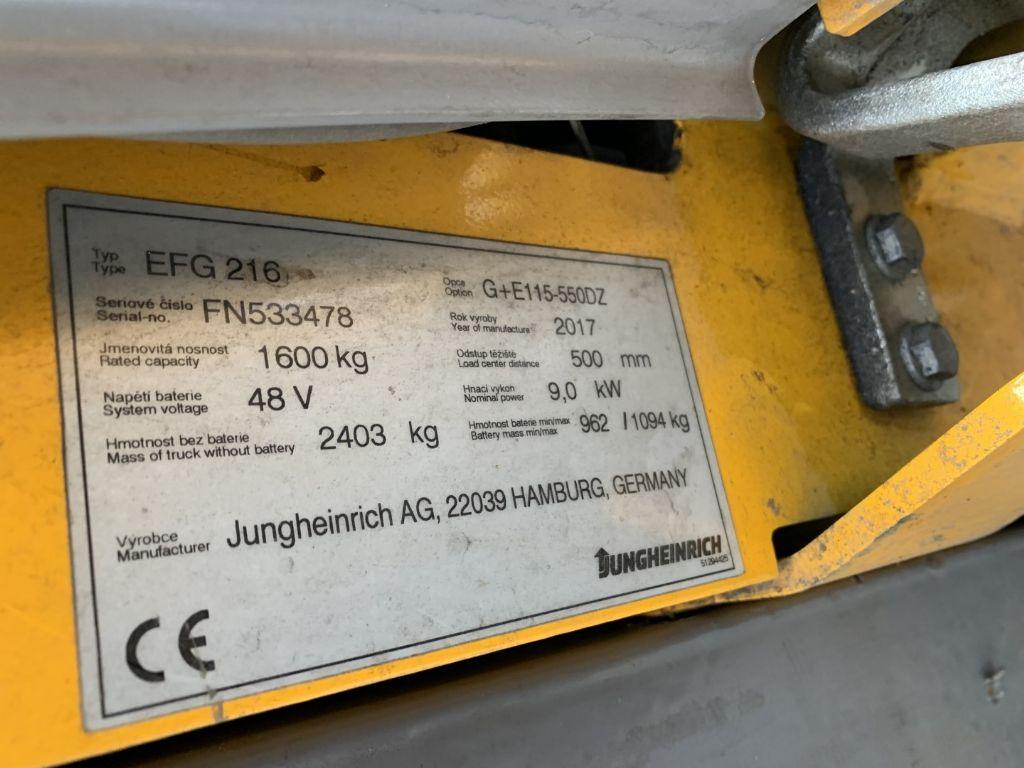 Typ
Type EFG 216
Opce
Option G+E115-550DZ
Seriové číslo
Serial-no. FN533478
Rok vyroby
Year of manufacture 2017
Jmenovitá nosnost
Rated capacity 1600 kg
Odstup těžiště
Load center distance 500 mm
Napětí baterie
System voltage 48 V
Hnací vykon
Nominal power 9,0 kW
Hmotnost bez baterie
Mass of truck without battery 2403 kg
Hmotnost baterie min/max
Battery mass min/max 962 / 1094 kg
Výrobce
Manufacturer Jungheinrich AG, 22039 HAMBURG, GERMANY
JUNGHEINRICH
51294425
CE